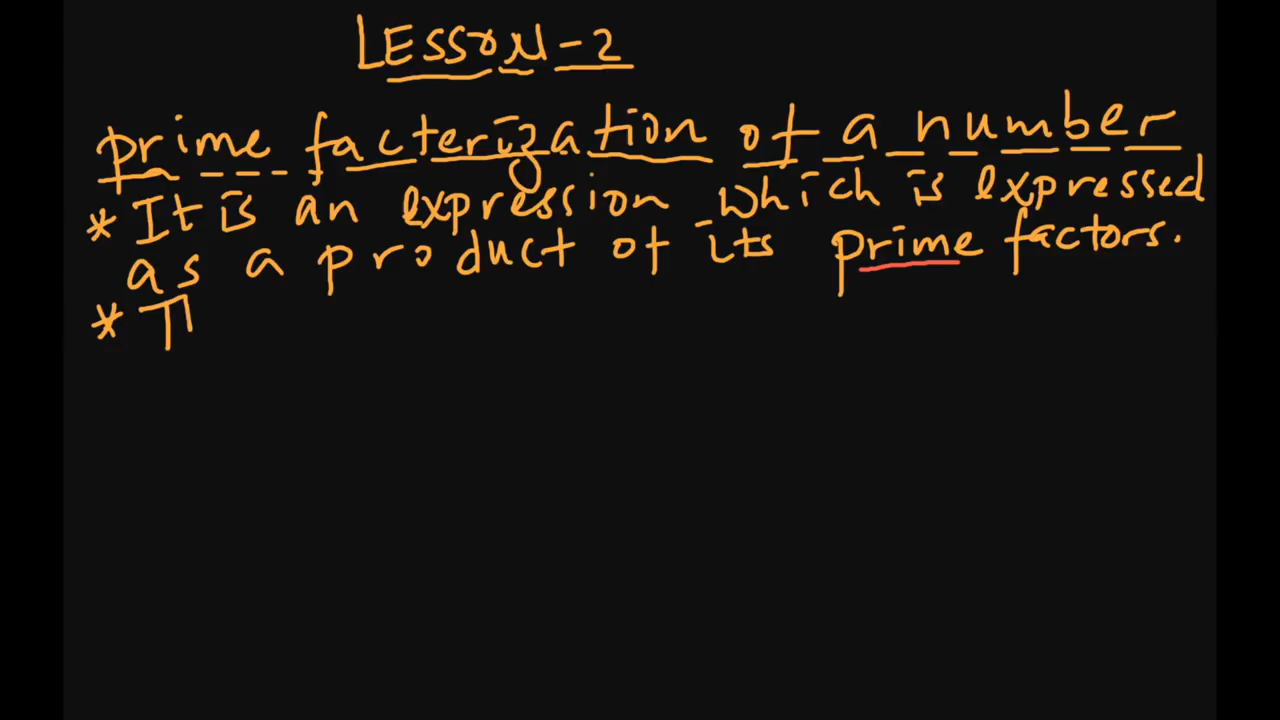 LESSON-2
prime facterization of a number
* It is an expression which is expressed
as a product of its prime factors.
* T